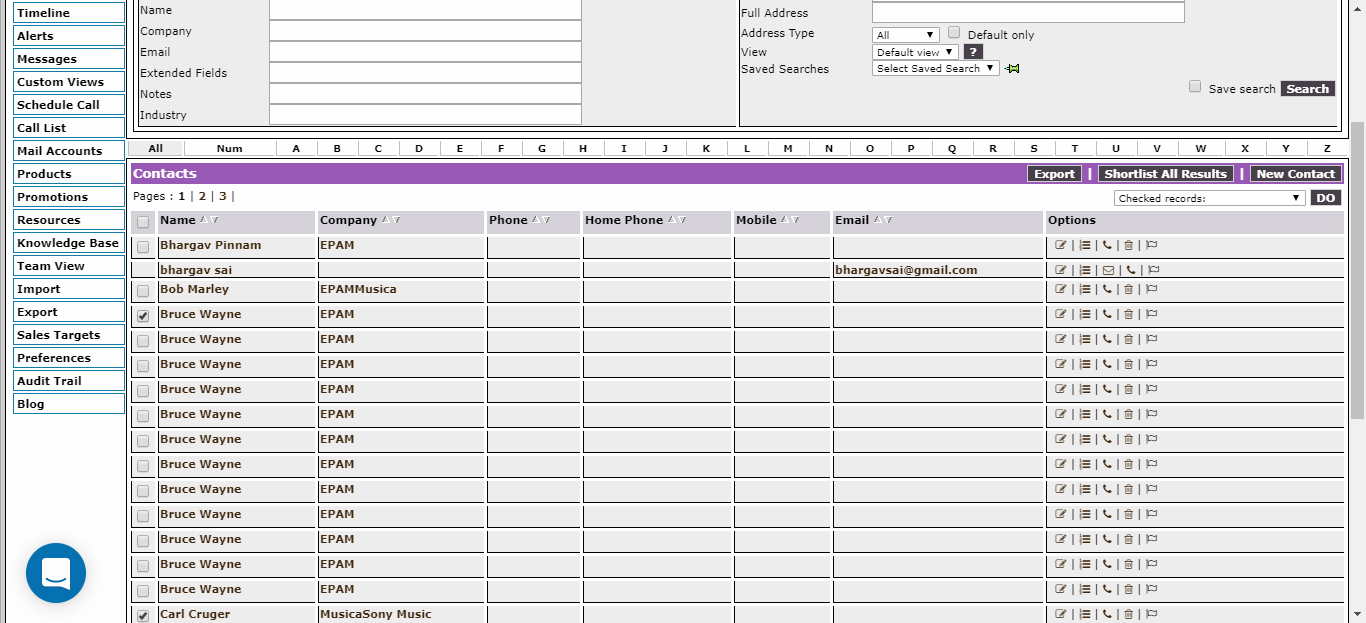 Timeline
Alerts
Messages
Custom Views
Schedule Call
Call List
Mail Accounts
Products
Promotions
Resources
Knowledge Base
Team View
Import
Export
Sales Targets
Preferences
Audit Trail
Blog
Name
Company
Email
Extended Fields
Notes
Industry
Full Address
Address Type All Default only
View Default view ?
Saved Searches Select Saved Search
Save search Search
All Num A B C D E F G H I J K L M N O P Q R S T U V W X Y Z
Contacts Export | Shortlist All Results | New Contact
Pages : 1 | 2 | 3 | Checked records: DO
Name Company Phone Home Phone Mobile Email Options
Bhargav Pinnam EPAM
bhargav sai bhargavsai@gmail.com
Bob Marley EPAMMusica
Bruce Wayne EPAM
Bruce Wayne EPAM
Bruce Wayne EPAM
Bruce Wayne EPAM
Bruce Wayne EPAM
Bruce Wayne EPAM
Bruce Wayne EPAM
Bruce Wayne EPAM
Bruce Wayne EPAM
Bruce Wayne EPAM
Bruce Wayne EPAM
Bruce Wayne EPAM
Carl Cruger MusicaSony Music